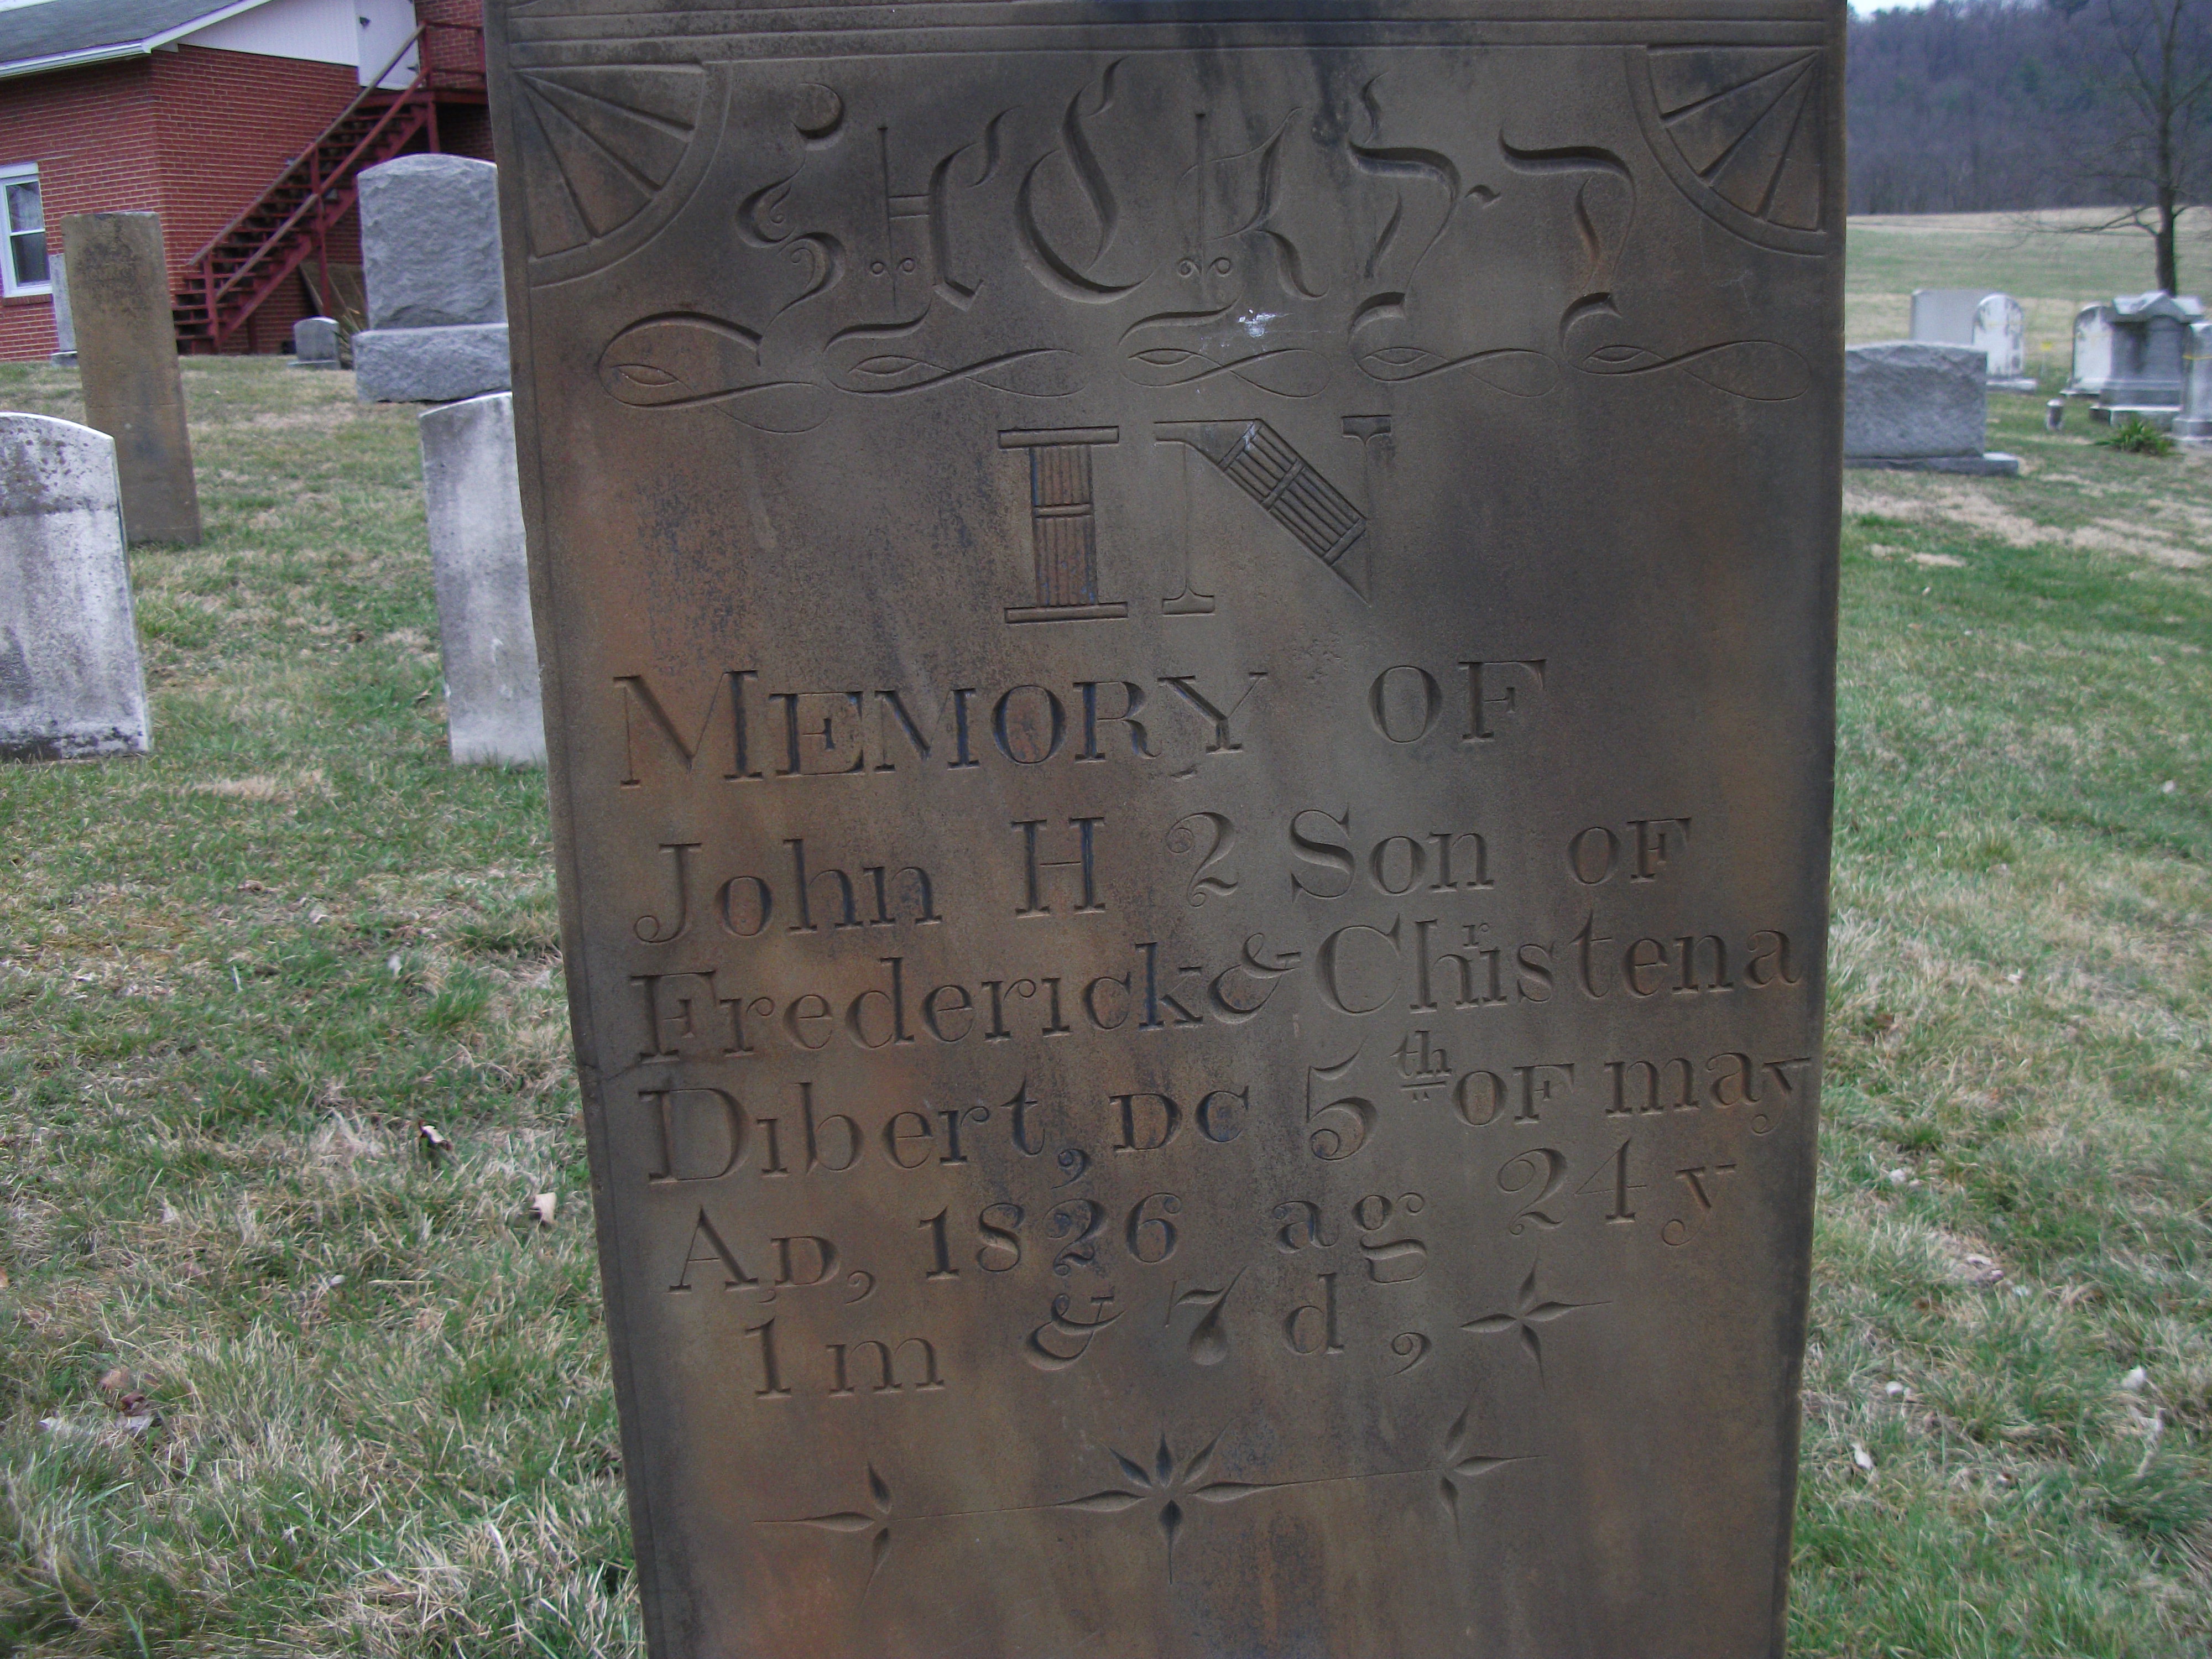 IN
MEMORY OF
John H 2 Son OF
Frederick & Christena
Dibert, DC 5th OF may
AD, 1826 ag 24 y
1 m & 7 d,